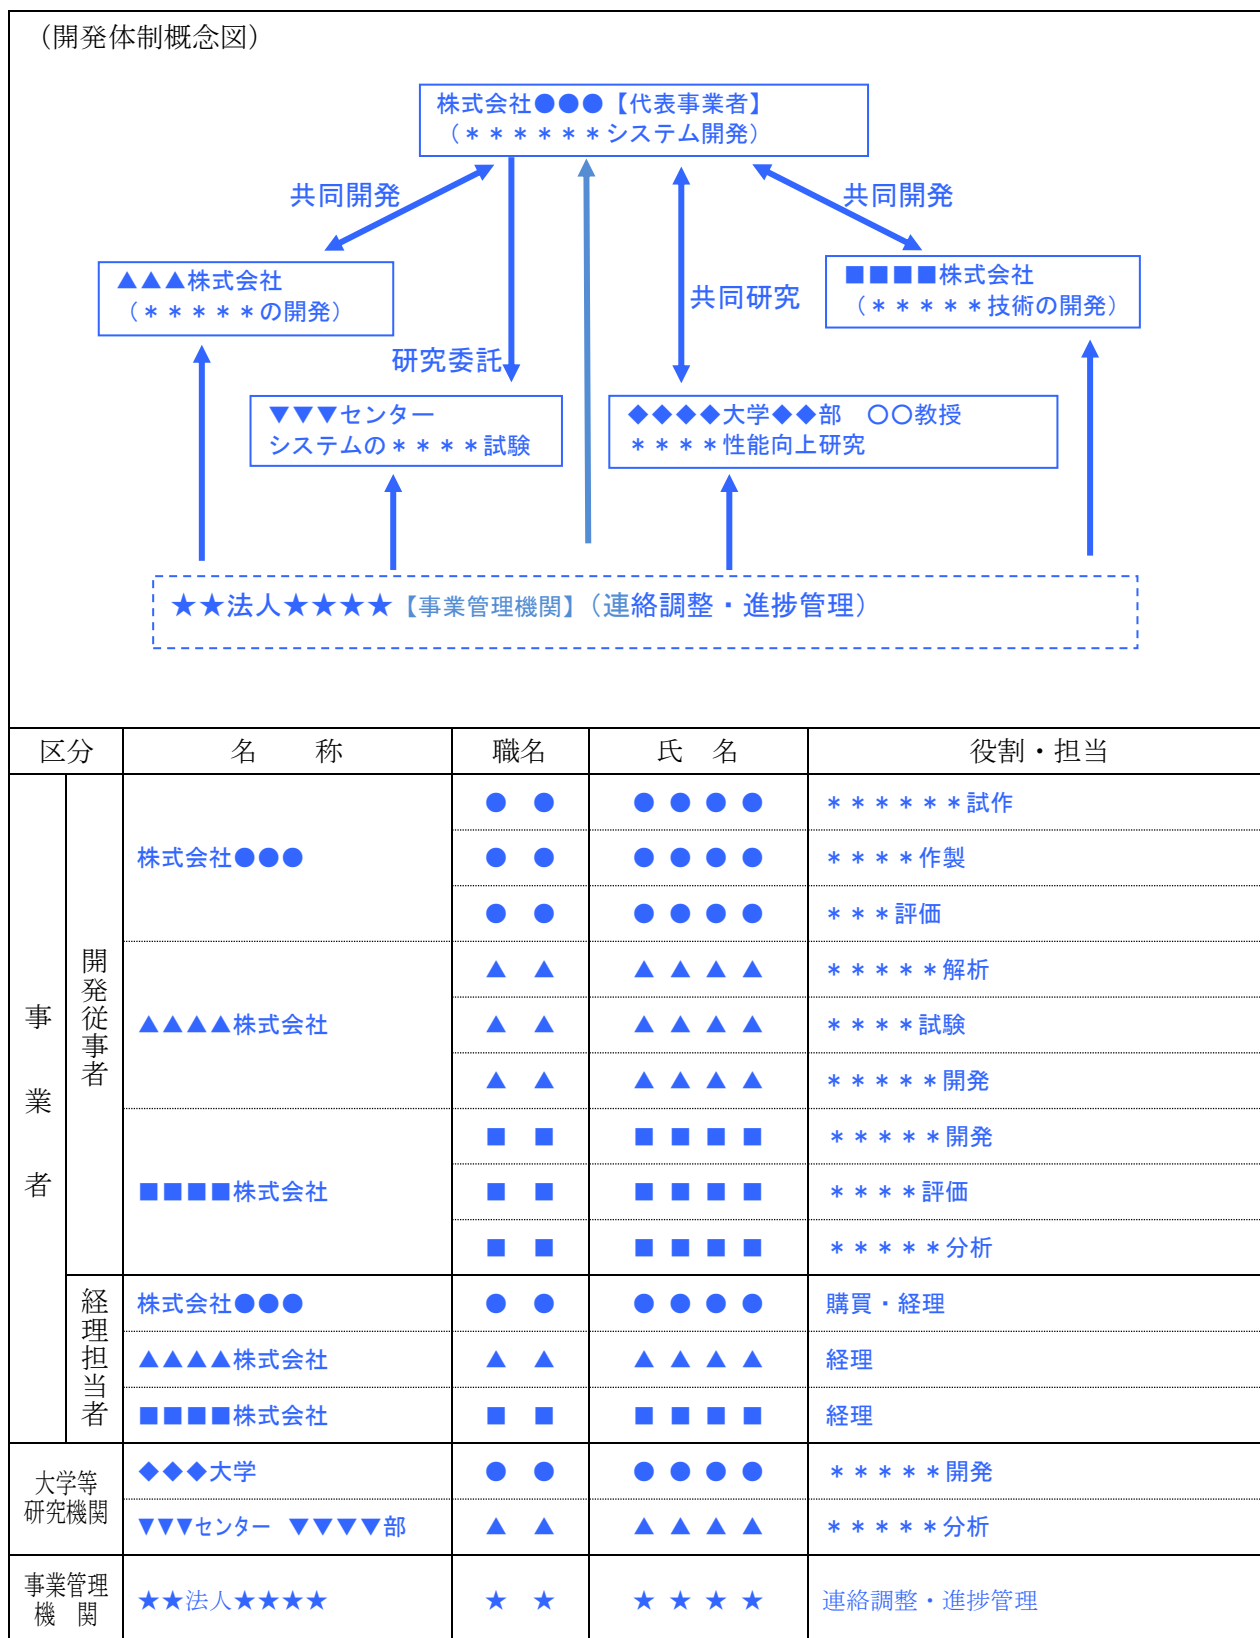 （開発体制概念図）
株式会社●●●【代表事業者】
（＊＊＊＊＊＊システム開発）
共同開発
共同開発
▲▲▲株式会社
（＊＊＊＊＊の開発）
■■■■株式会社
（＊＊＊＊＊技術の開発）
共同研究
研究委託
▼▼▼センター
システムの＊＊＊＊試験
◆◆◆◆大学◆◆部　〇〇教授
＊＊＊＊性能向上研究
★★法人★★★★【事業管理機関】（連絡調整・進捗管理）
区分　名　　称　職名　氏　名　役割・担当
事業者
開発従事者
株式会社●●●
●　●　●●●●　＊＊＊＊＊＊試作
●　●　●●●●　＊＊＊＊作製
●　●　●●●●　＊＊＊評価
▲▲▲▲株式会社
▲　▲　▲▲▲▲　＊＊＊＊＊解析
▲　▲　▲▲▲▲　＊＊＊＊試験
▲　▲　▲▲▲▲　＊＊＊＊＊開発
■■■■株式会社
■　■　■■■■　＊＊＊＊＊開発
■　■　■■■■　＊＊＊＊評価
■　■　■■■■　＊＊＊＊＊分析
経理担当者
株式会社●●●　●　●　●●●●　購買・経理
▲▲▲▲株式会社　▲　▲　▲▲▲▲　経理
■■■■株式会社　■　■　■■■■　経理
大学等
研究機関
◆◆◆大学　●　●　●●●●　＊＊＊＊＊開発
▼▼▼センター　▼▼▼▼部　▲　▲　▲▲▲▲　＊＊＊＊＊分析
事業管理
機　関
★★法人★★★★　★　★　★★★★　連絡調整・進捗管理